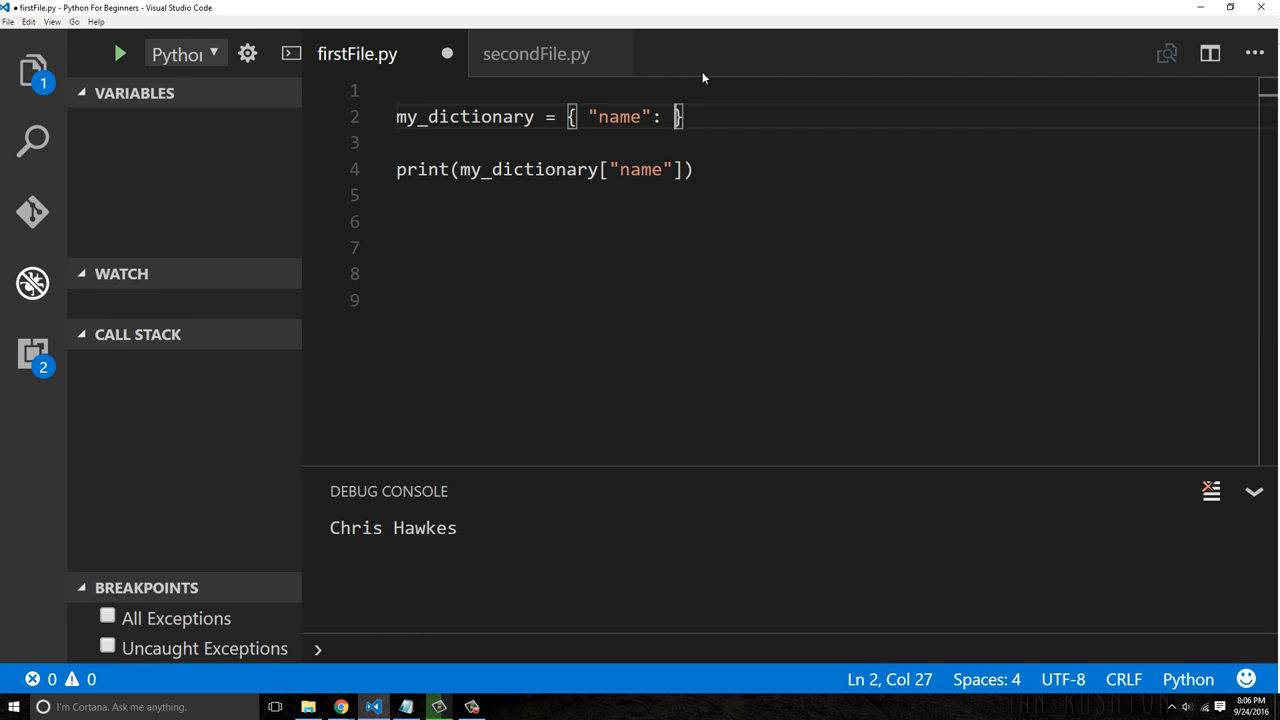 firstFile.py - Python For Beginners - Visual Studio Code
File Edit View Go Help
Pythor
firstFile.py
secondFile.py
1
VARIABLES
1
2 my_dictionary = { "name": }
3
4 print(my_dictionary["name"])
5
6
7
8
9
WATCH
CALL STACK
2
DEBUG CONSOLE
Chris Hawkes
BREAKPOINTS
All Exceptions
Uncaught Exceptions
0 0
Ln 2, Col 27
Spaces: 4
UTF-8
CRLF
Python
I'm Cortana. Ask me anything.
8:06 PM
9/24/2016